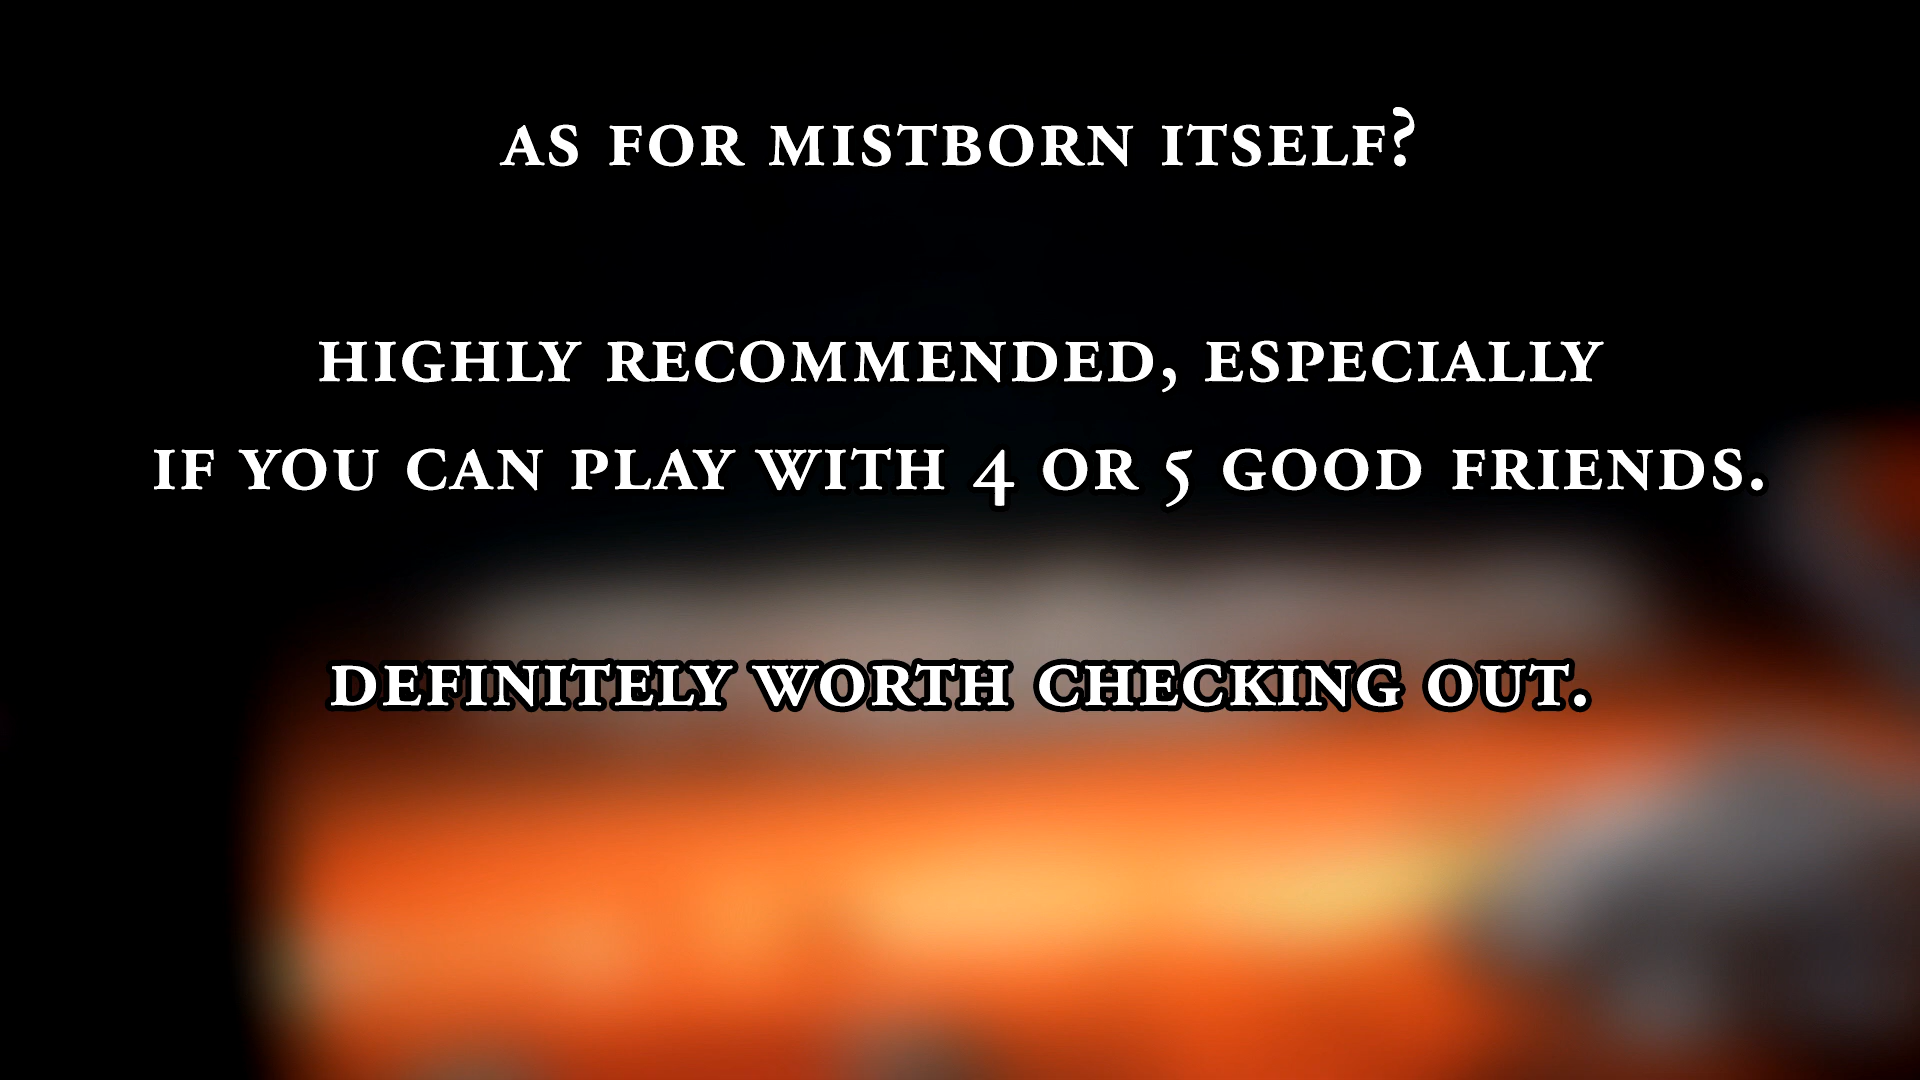 AS FOR MISTBORN ITSELF?
HIGHLY RECOMMENDED, ESPECIALLY
IF YOU CAN PLAY WITH 4 OR 5 GOOD FRIENDS.
DEFINITELY WORTH CHECKING OUT.